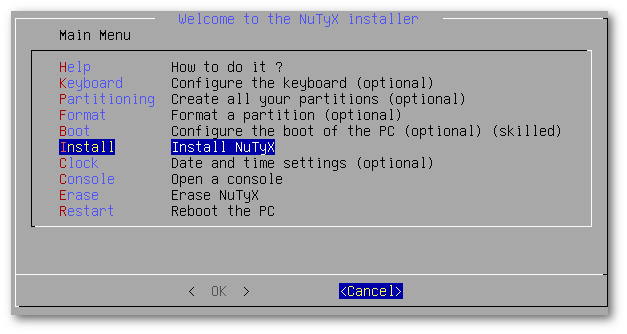 Welcome to the NuTyX installer
Main Menu
Help How to do it ?
Keyboard Configure the keyboard (optional)
Partitioning Create all your partitions (optional)
Format Format a partition (optional)
Boot Configure the boot of the PC (optional) (skilled)
Install Install NuTyX
Clock Date and time settings (optional)
Console Open a console
Erase Erase NuTyX
Restart Reboot the PC
< OK > <Cancel>